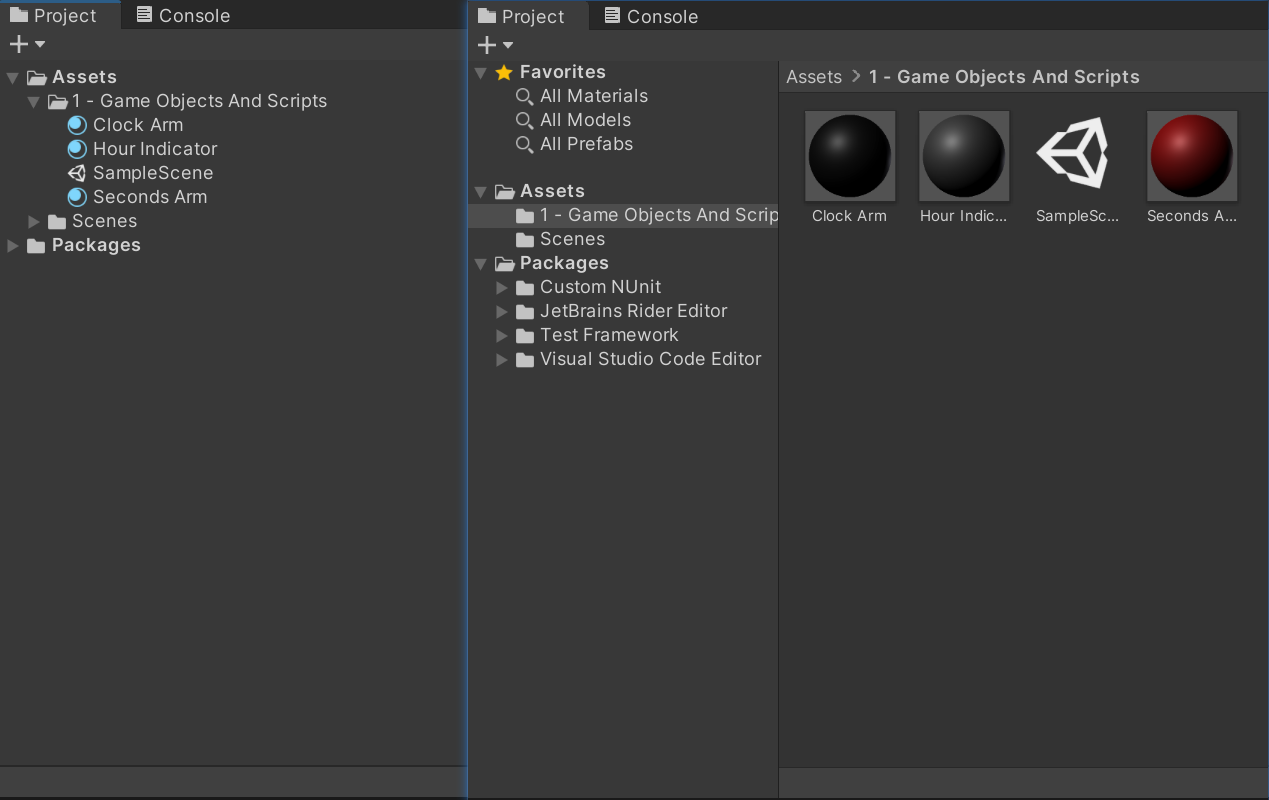 Project
Console
Assets
1 - Game Objects And Scripts
Clock Arm
Hour Indicator
SampleScene
Seconds Arm
Scenes
Packages
Project
Console
Favorites
All Materials
All Models
All Prefabs
Assets
1 - Game Objects And Scrip
Scenes
Packages
Custom NUnit
JetBrains Rider Editor
Test Framework
Visual Studio Code Editor
Assets > 1 - Game Objects And Scripts
Clock Arm
Hour Indic...
SampleSc...
Seconds A...